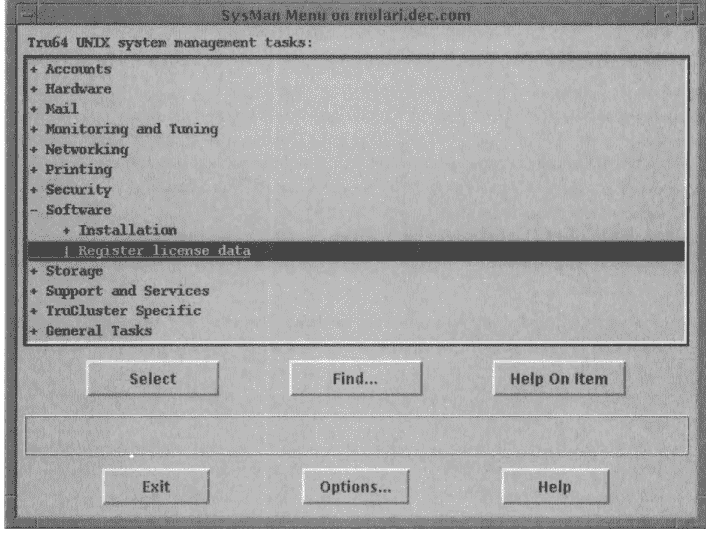 SysMan Menu on molari.dec.com
Tru64 UNIX system management tasks:
+ Accounts
+ Hardware
+ Mail
+ Monitoring and Tuning
+ Networking
+ Printing
+ Security
- Software
+ Installation
| Register license data
+ Storage
+ Support and Services
+ TruCluster Specific
+ General Tasks
Select Find... Help On Item
Exit Options... Help